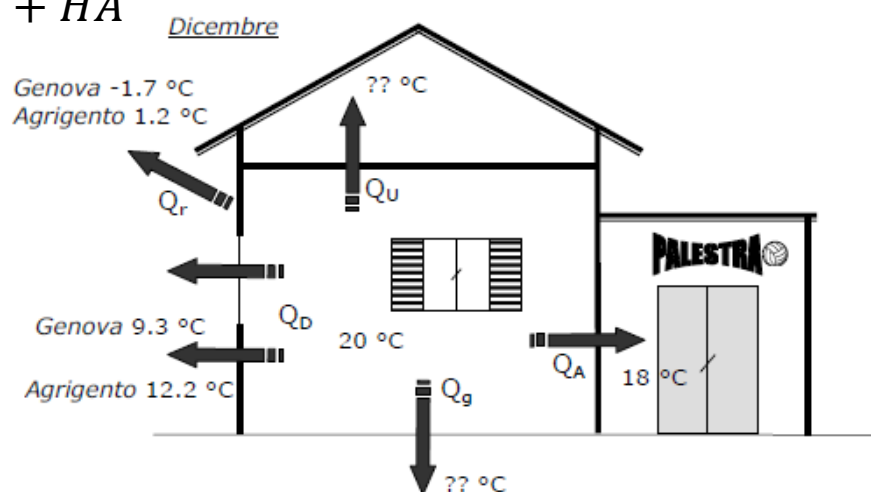 + HA
Dicembre
Genova -1.7 °C
Agrigento 1.2 °C
?? °C
Qr
QU
PALESTRA
Genova 9.3 °C
QD
20 °C
Agrigento 12.2 °C
QA
18 °C
Qg
?? °C